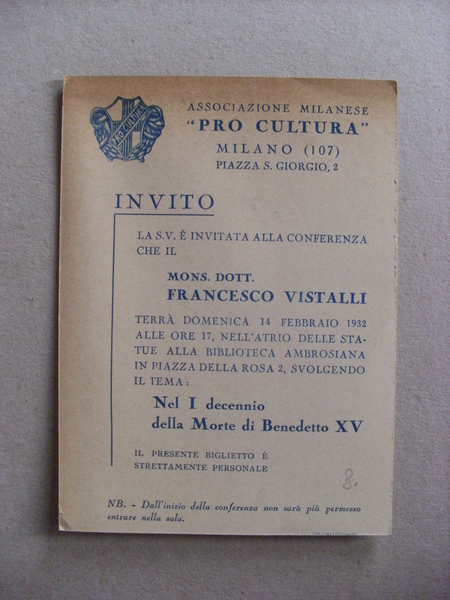 PRO CULTURA
ASSOCIAZIONE MILANESE
"PRO CULTURA"
MILANO (107)
PIAZZA S. GIORGIO, 2
INVITO
LA S.V. È INVITATA ALLA CONFERENZA
CHE IL
MONS. DOTT.
FRANCESCO VISTALLI
TERRÀ DOMENICA 14 FEBBRAIO 1932
ALLE ORE 17, NELL'ATRIO DELLE STA-
TUE ALLA BIBLIOTECA AMBROSIANA
IN PIAZZA DELLA ROSA 2, SVOLGENDO
IL TEMA:
Nel I decennio
della Morte di Benedetto XV
IL PRESENTE BIGLIETTO È
STRETTAMENTE PERSONALE
8.
NB. - Dall'inizio della conferenza non sarà più permesso
entrare nella sala.